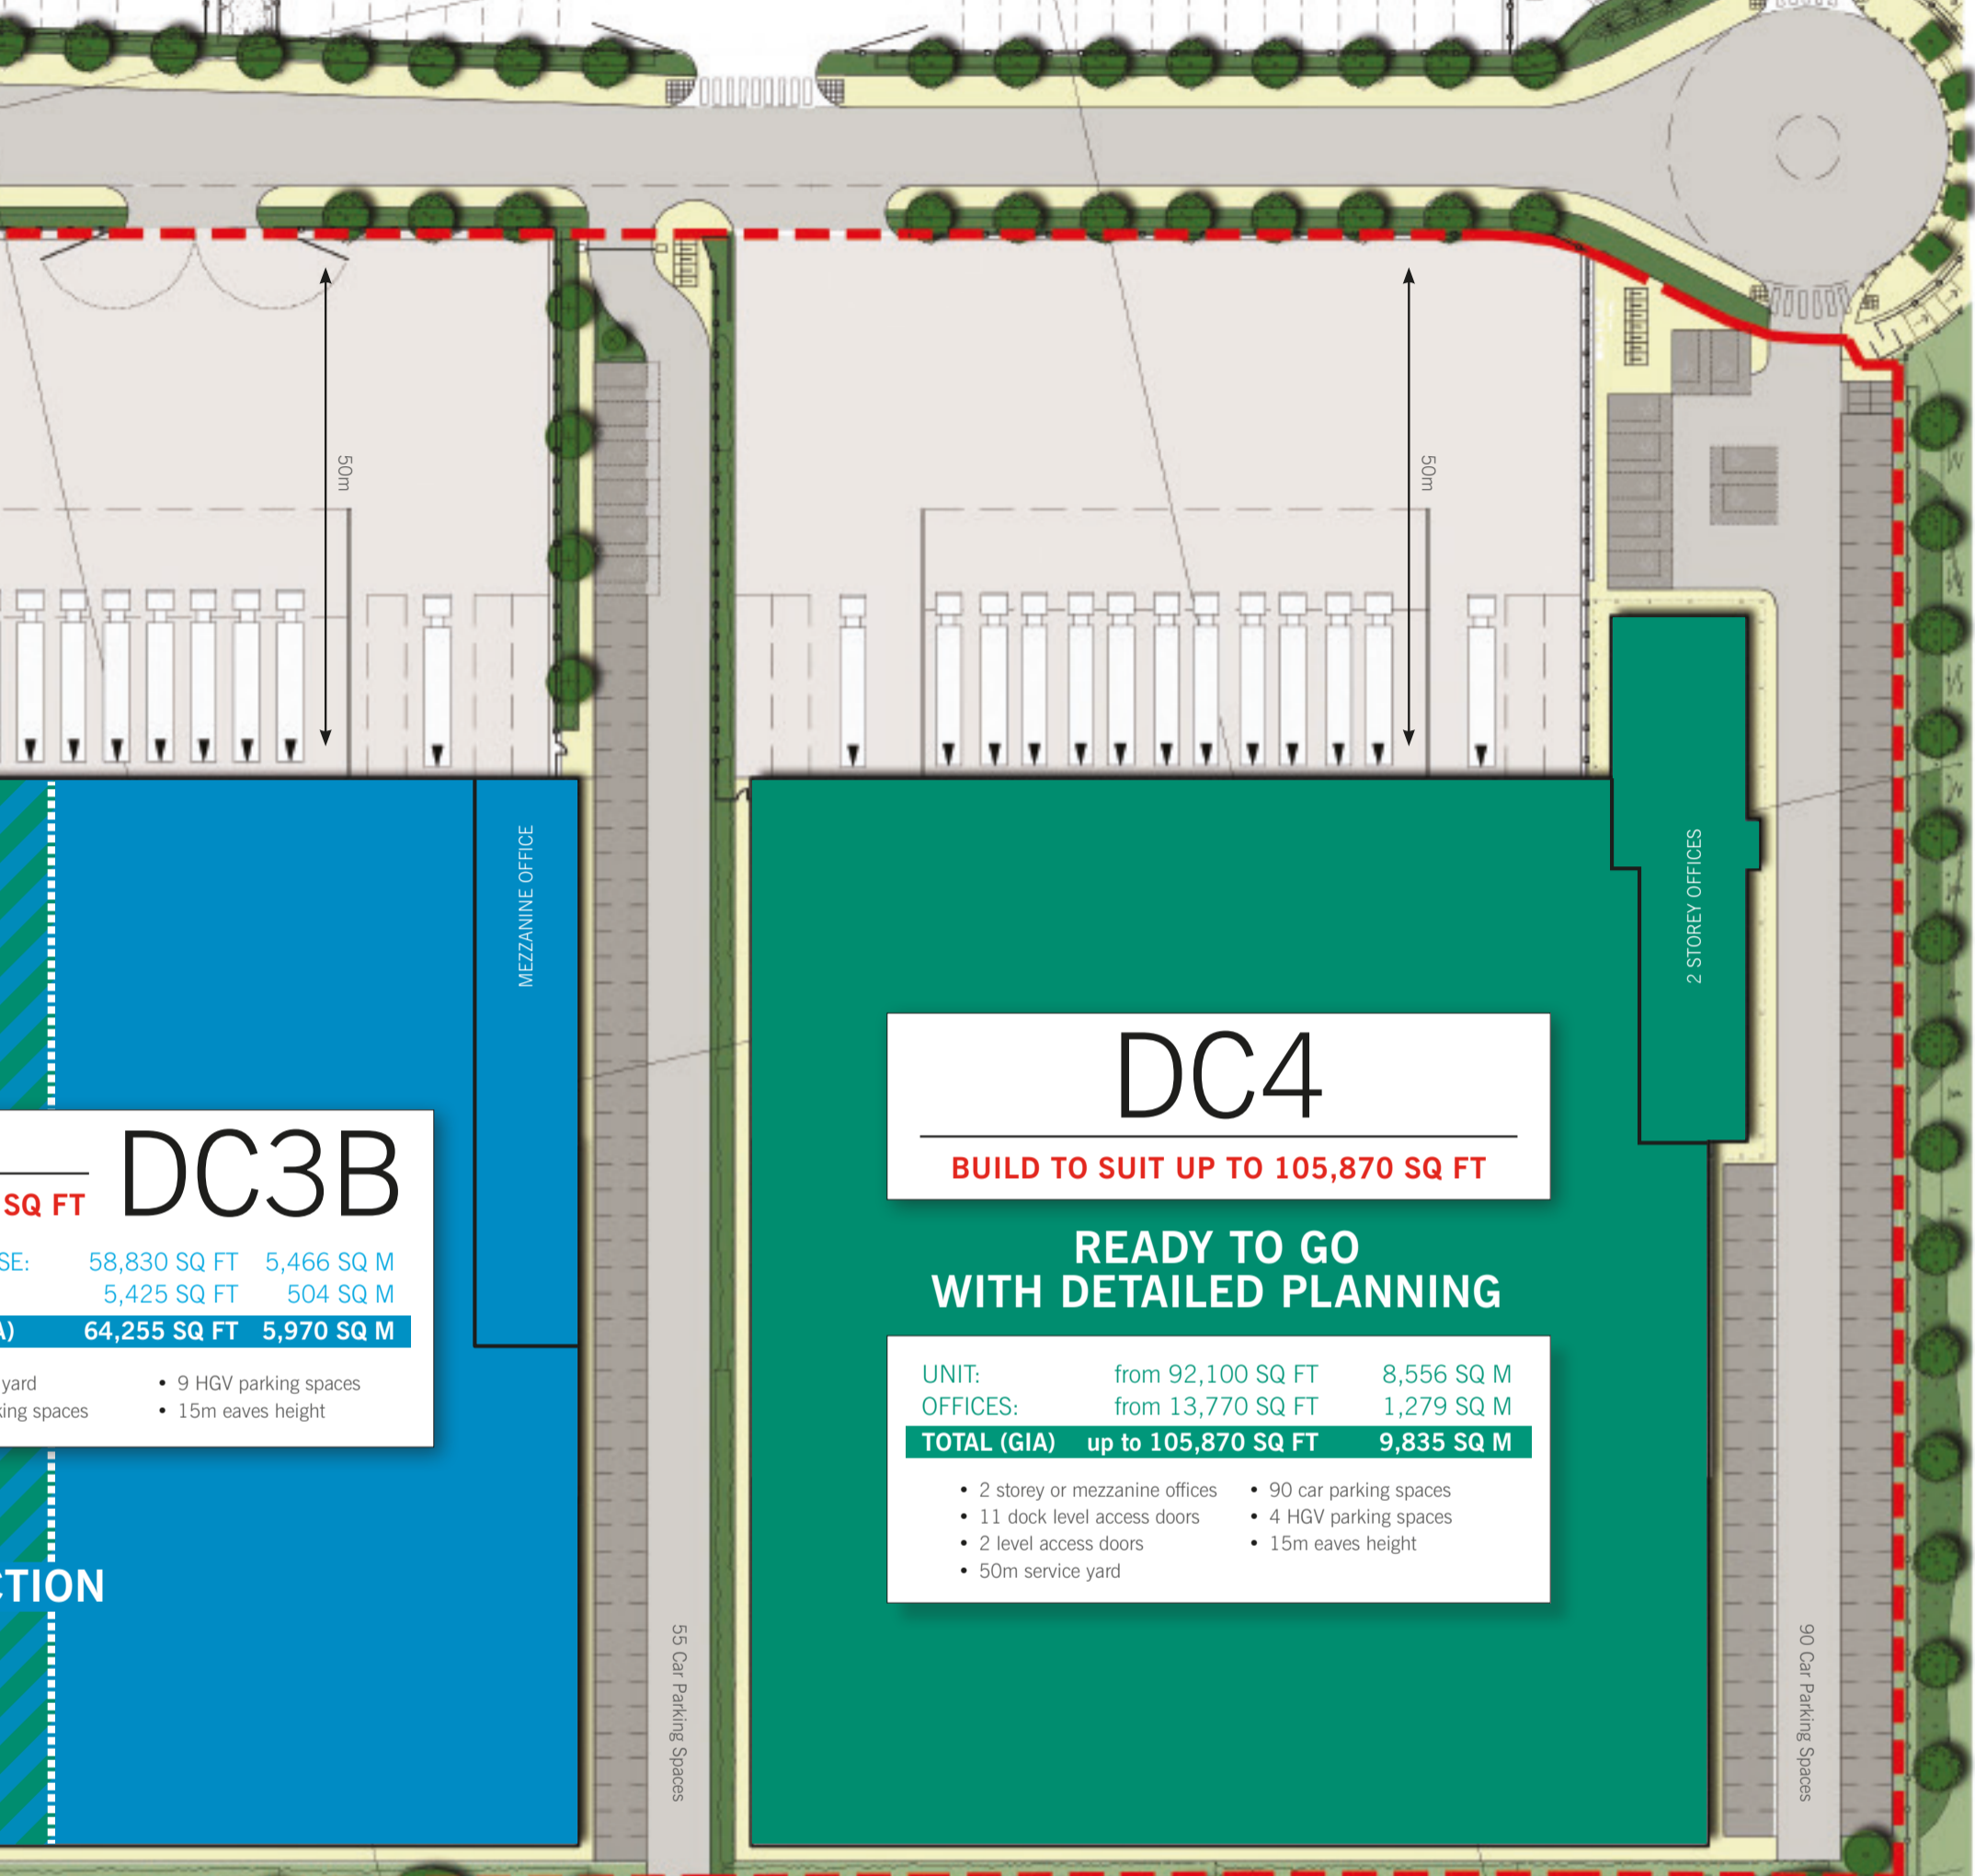 50m
50m
MEZZANINE OFFICE
2 STOREY OFFICES
DC3B
SQ FT
SE: 58,830 SQ FT 5,466 SQ M
5,425 SQ FT 504 SQ M
A) 64,255 SQ FT 5,970 SQ M
yard
king spaces
• 9 HGV parking spaces
• 15m eaves height
CTION
55 Car Parking Spaces
DC4
BUILD TO SUIT UP TO 105,870 SQ FT
READY TO GO
WITH DETAILED PLANNING
UNIT: from 92,100 SQ FT 8,556 SQ M
OFFICES: from 13,770 SQ FT 1,279 SQ M
TOTAL (GIA) up to 105,870 SQ FT 9,835 SQ M
• 2 storey or mezzanine offices
• 11 dock level access doors
• 2 level access doors
• 50m service yard
• 90 car parking spaces
• 4 HGV parking spaces
• 15m eaves height
90 Car Parking Spaces